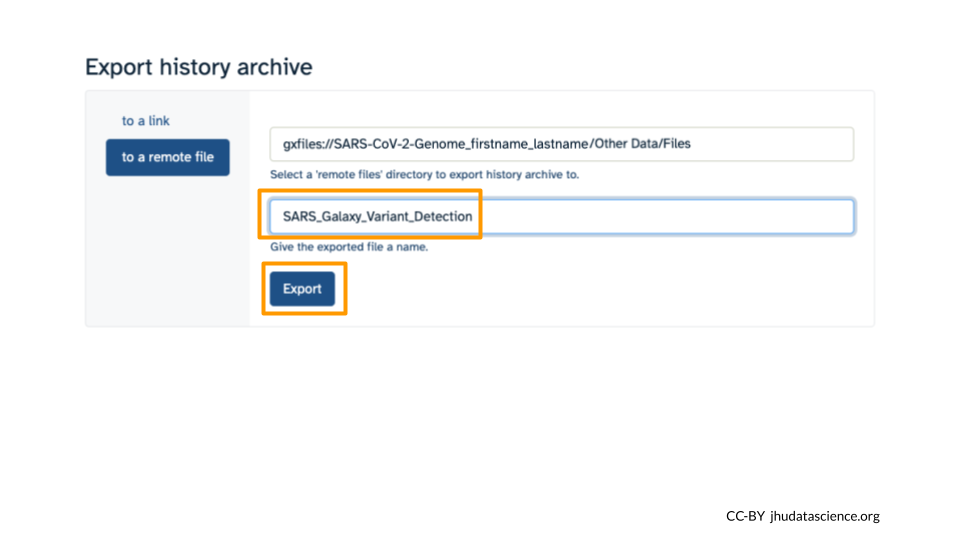 Export history archive
to a link
to a remote file
gxfiles://SARS-CoV-2-Genome_firstname_lastname/Other Data/Files
Select a 'remote files' directory to export history archive to.
SARS_Galaxy_Variant_Detection
Give the exported file a name.
Export
CC-BY jhudatascience.org